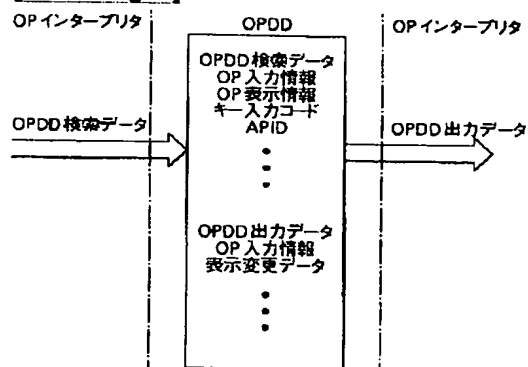 OPインタープリタ
OPDD
OPインタープリタ
OPDD検索データ
OP入力情報
OP表示情報
キー入力コード
APID
OPDD検索データ
OPDD出力データ
OPDD出力データ
OP入力情報
表示変更データ